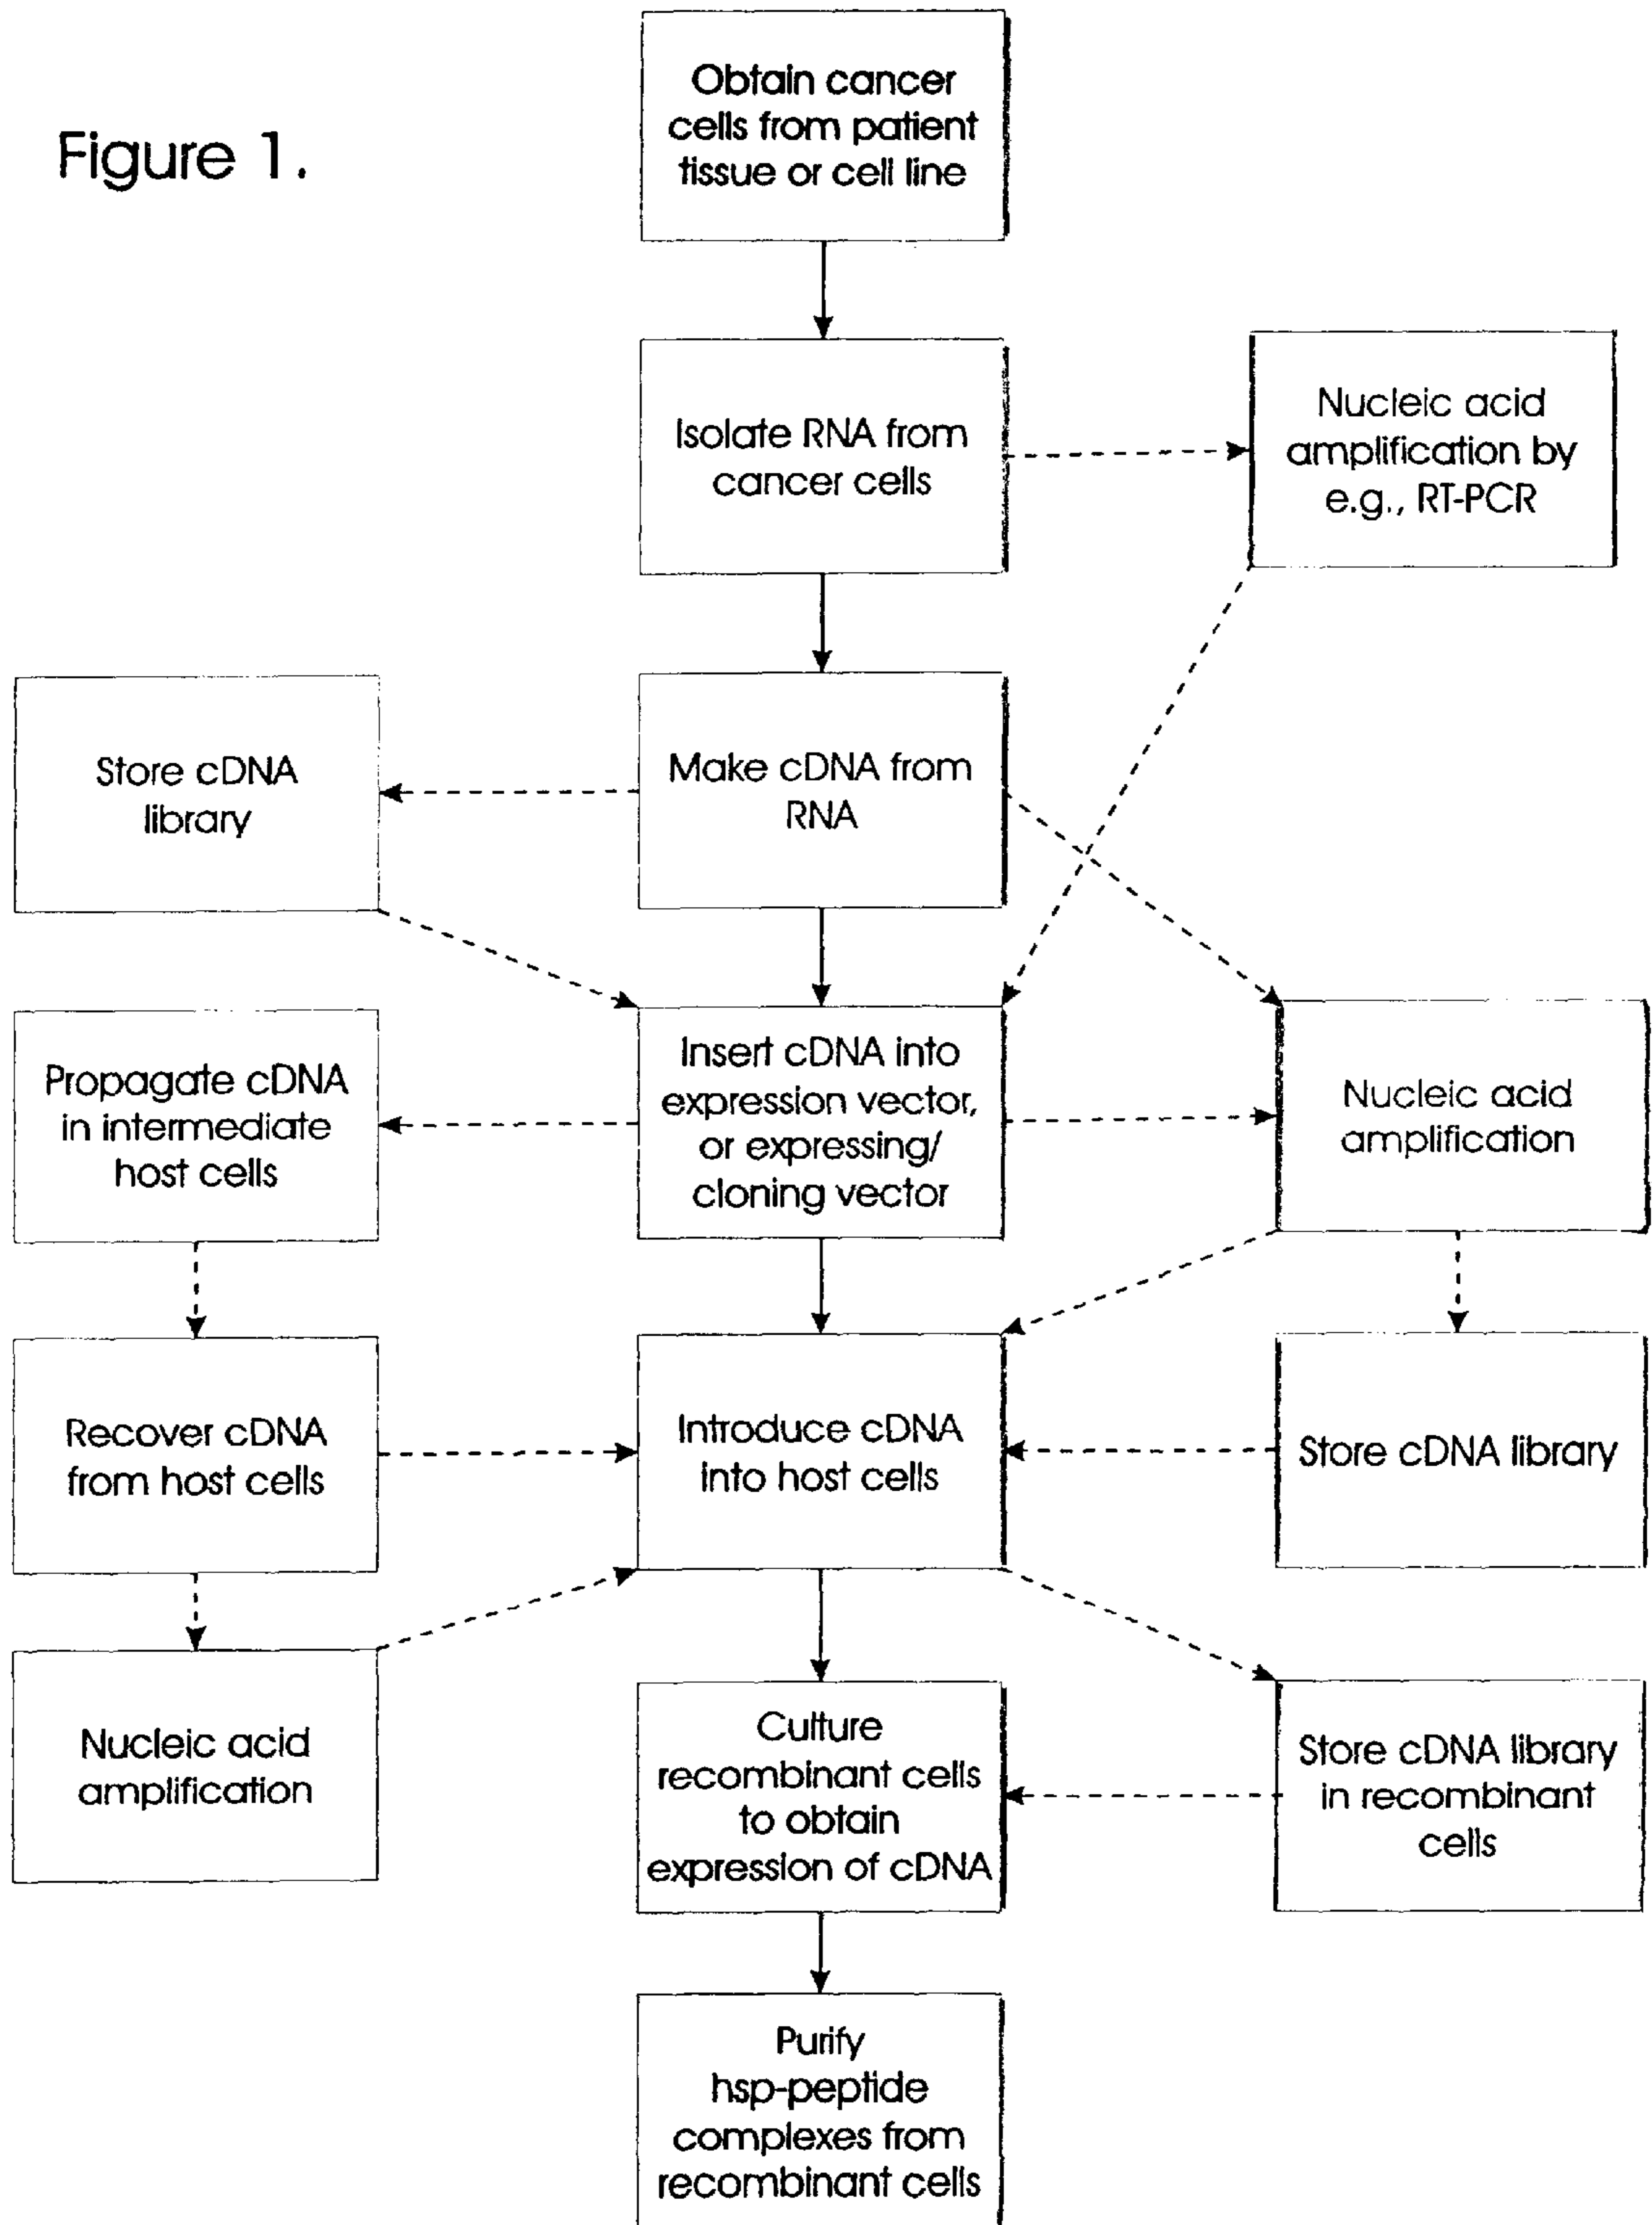 Figure 1.
Obtain cancer
cells from patient
tissue or cell line
Isolate RNA from
cancer cells
Nucleic acid
amplification by
e.g., RT-PCR
Store cDNA
library
Make cDNA from
RNA
Propagate cDNA
in intermediate
host cells
Insert cDNA into
expression vector,
or expressing/
cloning vector
Nucleic acid
amplification
Recover cDNA
from host cells
Introduce cDNA
into host cells
Store cDNA library
Nucleic acid
amplification
Culture
recombinant cells
to obtain
expression of cDNA
Store cDNA library
in recombinant
cells
Purify
hsp-peptide
complexes from
recombinant cells